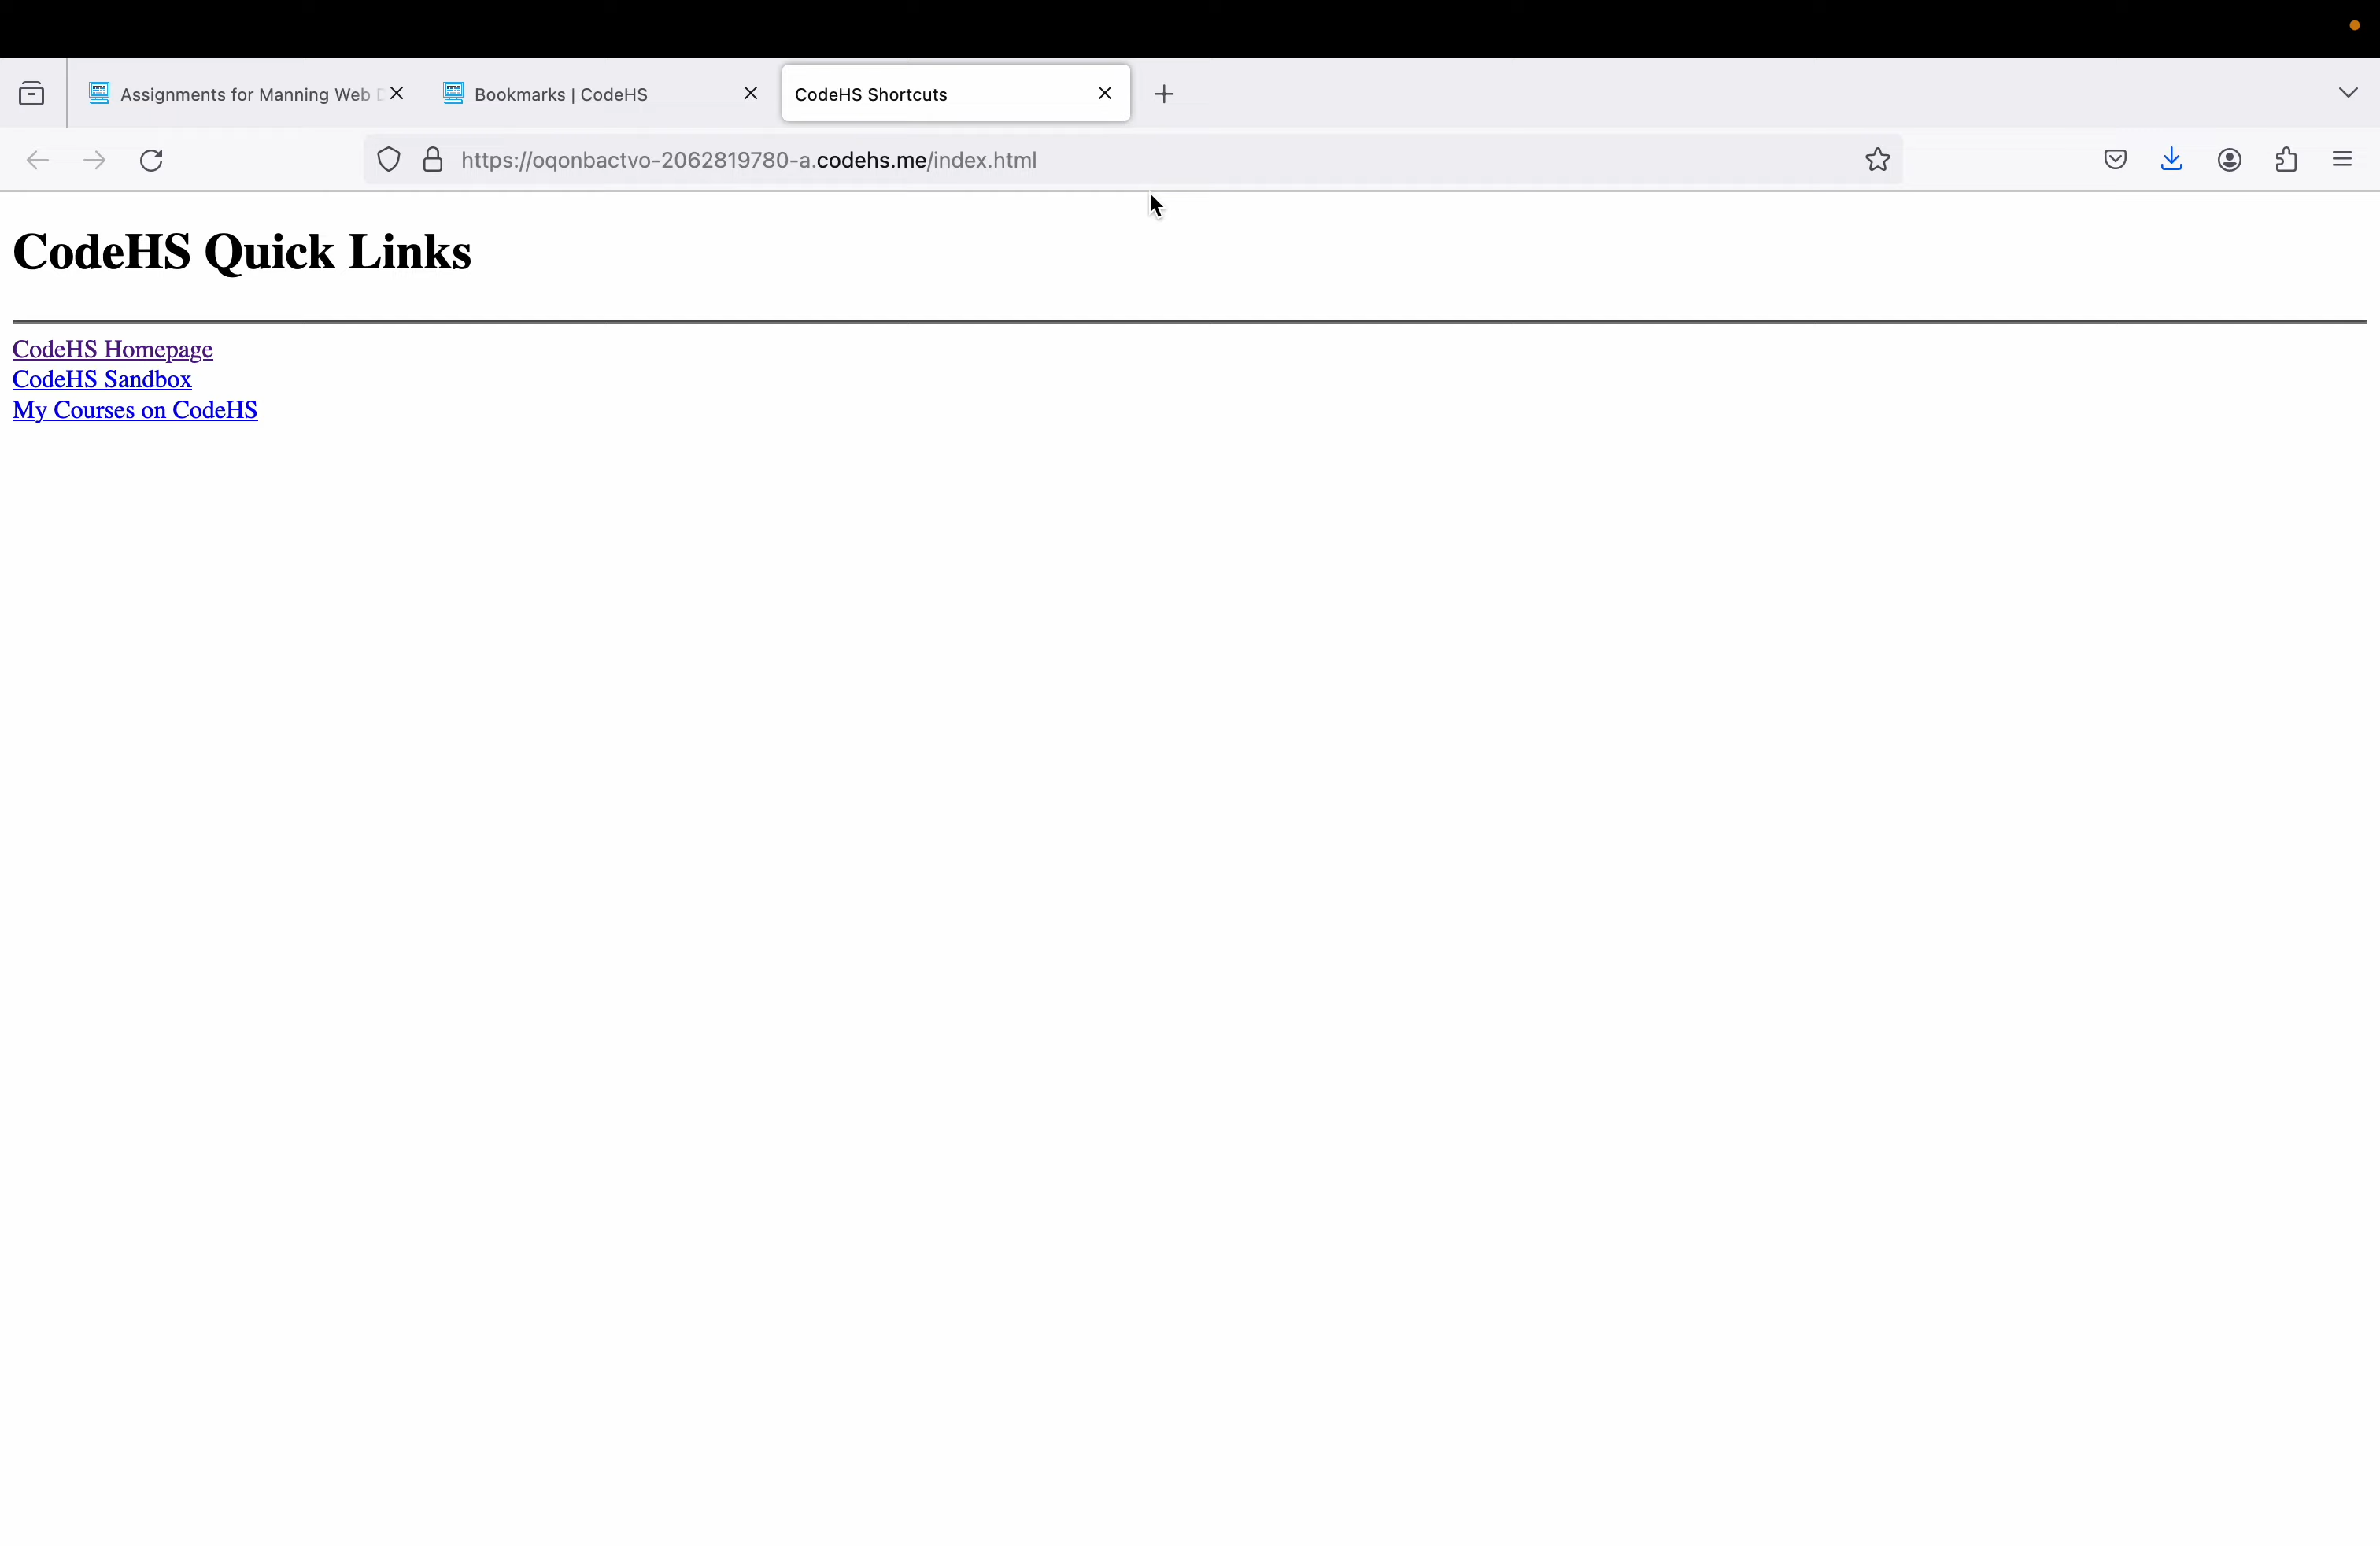 Assignments for Manning Web
Bookmarks | CodeHS
CodeHS Shortcuts
https://oqonbactvo-2062819780-a.codehs.me/index.html
CodeHS Quick Links
CodeHS Homepage
CodeHS Sandbox
My Courses on CodeHS